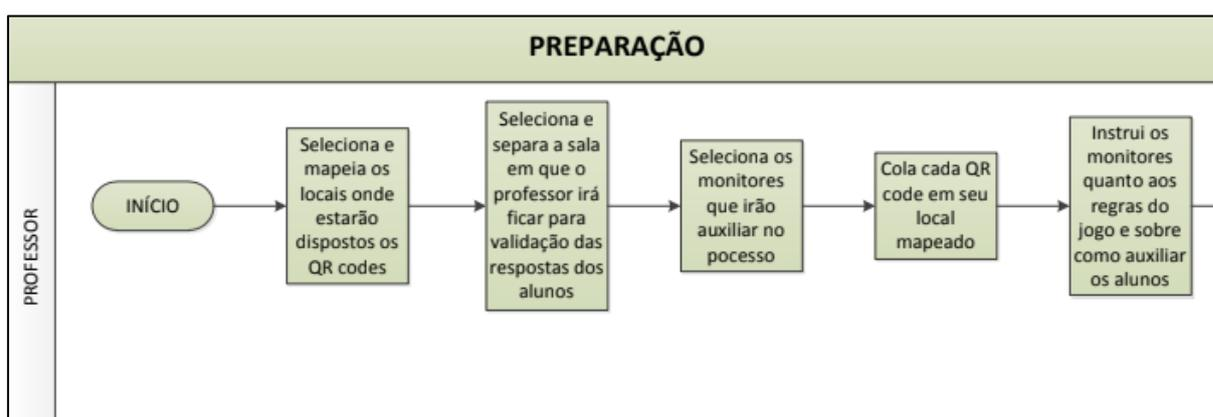 PREPARAÇÃO
PROFESSOR
INÍCIO
Seleciona e
mapeia os
locais onde
estarão
dispostos os
QR codes
Seleciona e
separa a sala
em que o
professor irá
ficar para
validação das
respostas dos
alunos
Seleciona os
monitores
que irão
auxiliar no
pocesso
Cola cada QR
code em seu
local
mapeado
Instrui os
monitores
quanto aos
regras do
jogo e sobre
como auxiliar
os alunos